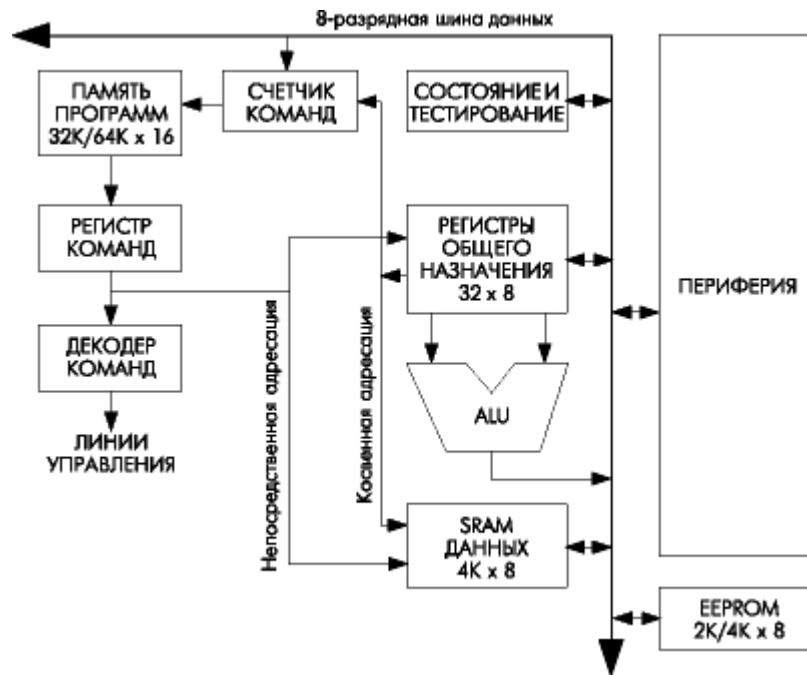 8-разрядная шина данных
ПАМЯТЬ
ПРОГРАММ
32K/64K x 16
СЧЕТЧИК
КОМАНД
СОСТОЯНИЕ И
ТЕСТИРОВАНИЕ
РЕГИСТР
КОМАНД
РЕГИСТРЫ
ОБЩЕГО
НАЗНАЧЕНИЯ
32 x 8
ПЕРИФЕРИЯ
ДЕКОДЕР
КОМАНД
ЛИНИИ
УПРАВЛЕНИЯ
Непосредственная адресация
Косвенная адресация
ALU
SRAM
ДАННЫХ
4K x 8
EEPROM
2K/4K x 8